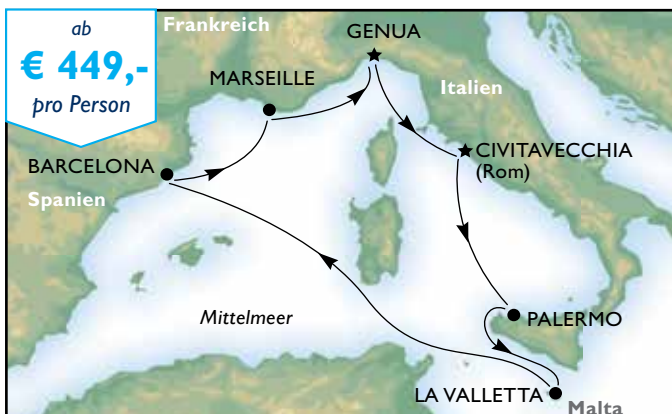 ab
€ 449,-
pro Person
Frankreich
GENUA
MARSEILLE
Italien
BARCELONA
CIVITAVECCHIA
(Rom)
Spanien
Mittelmeer
PALERMO
LA VALLETTA
Malta